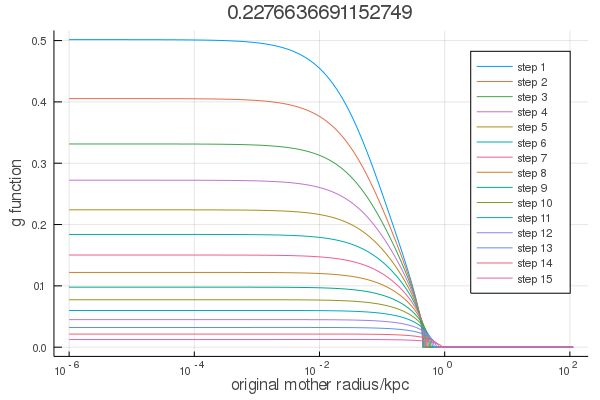 0.2276636691152749
g function
0.5
0.4
0.3
0.2
0.1
0.0
step 1
step 2
step 3
step 4
step 5
step 6
step 7
step 8
step 9
step 10
step 11
step 12
step 13
step 14
step 15
10^-6
10^-4
10^-2
10^0
10^2
original mother radius/kpc